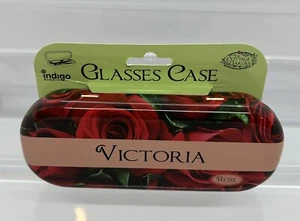 indigo
GLASSES CASE
VICTORIA
ROSE